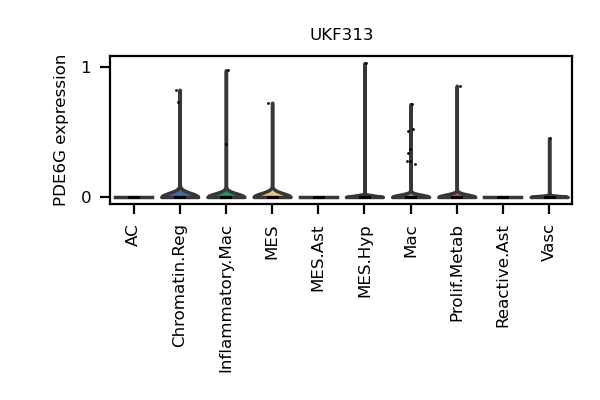 UKF313
PDE6G expression
1
0
AC
Chromatin.Reg
Inflammatory.Mac
MES
MES.Ast
MES.Hyp
Mac
Prolif.Metab
Reactive.Ast
Vasc